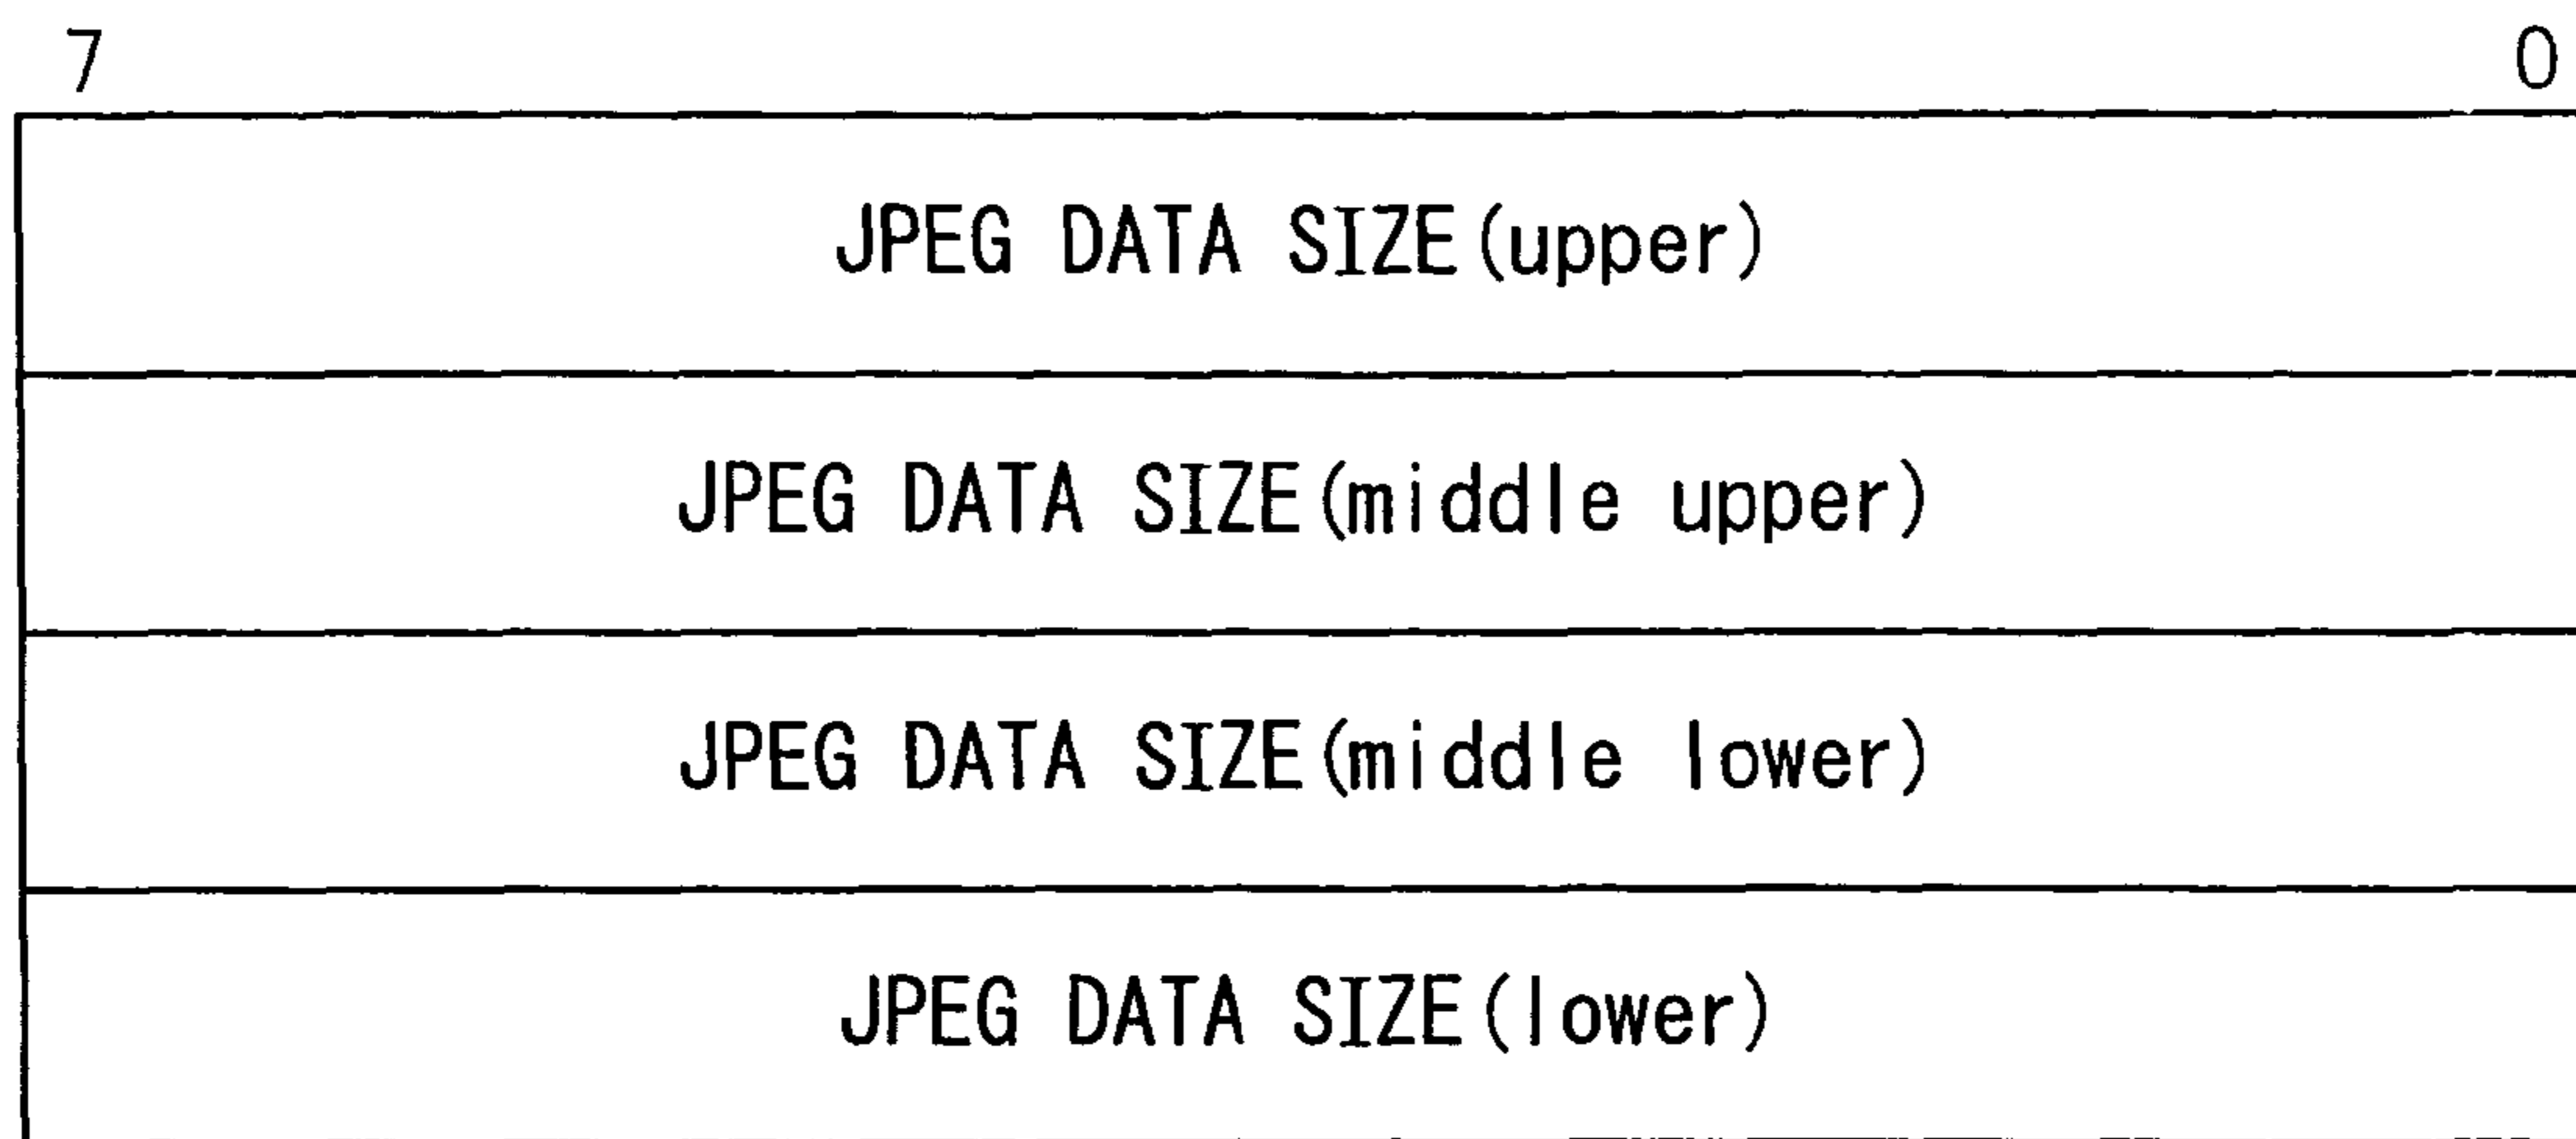 7 0
JPEG DATA SIZE(upper)
JPEG DATA SIZE(middle upper)
JPEG DATA SIZE(middle lower)
JPEG DATA SIZE(lower)